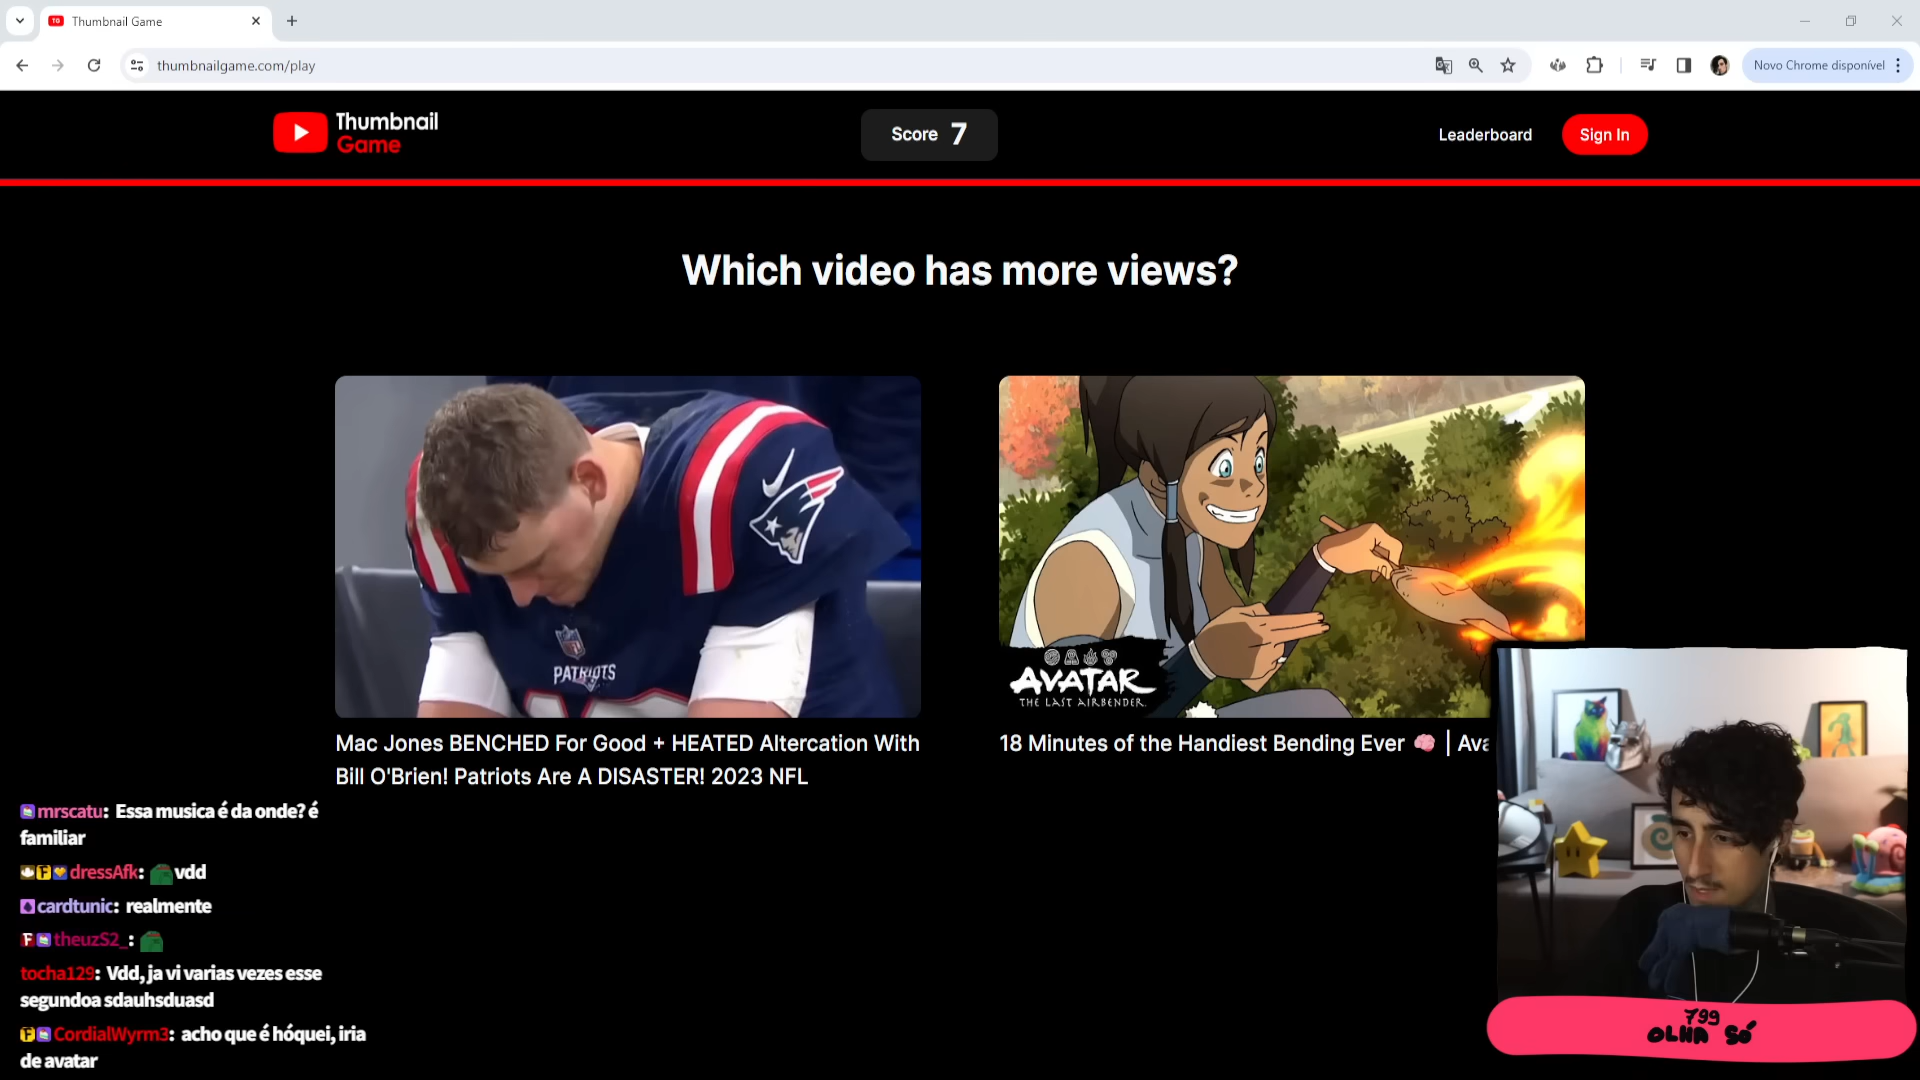 Thumbnail Game
thumbnailgame.com/play
Novo Chrome disponível
Thumbnail
Game
Score 7
Leaderboard
Sign In
Which video has more views?
PATRIOTS
AVATAR
THE LAST AIRBENDER.
Mac Jones BENCHED For Good + HEATED Altercation With
Bill O'Brien! Patriots Are A DISASTER! 2023 NFL
18 Minutes of the Handiest Bending Ever 🧠 | Ava
mrscatu: Essa musica é da onde? é
familiar
dressAfk: vdd
cardtunic: realmente
theuzS2_:
tocha129: Vdd, ja vi varias vezes esse
segundoa sdauhsduasd
CordialWyrm3: acho que é hóquei, iria
de avatar
799
OLHA SÓ